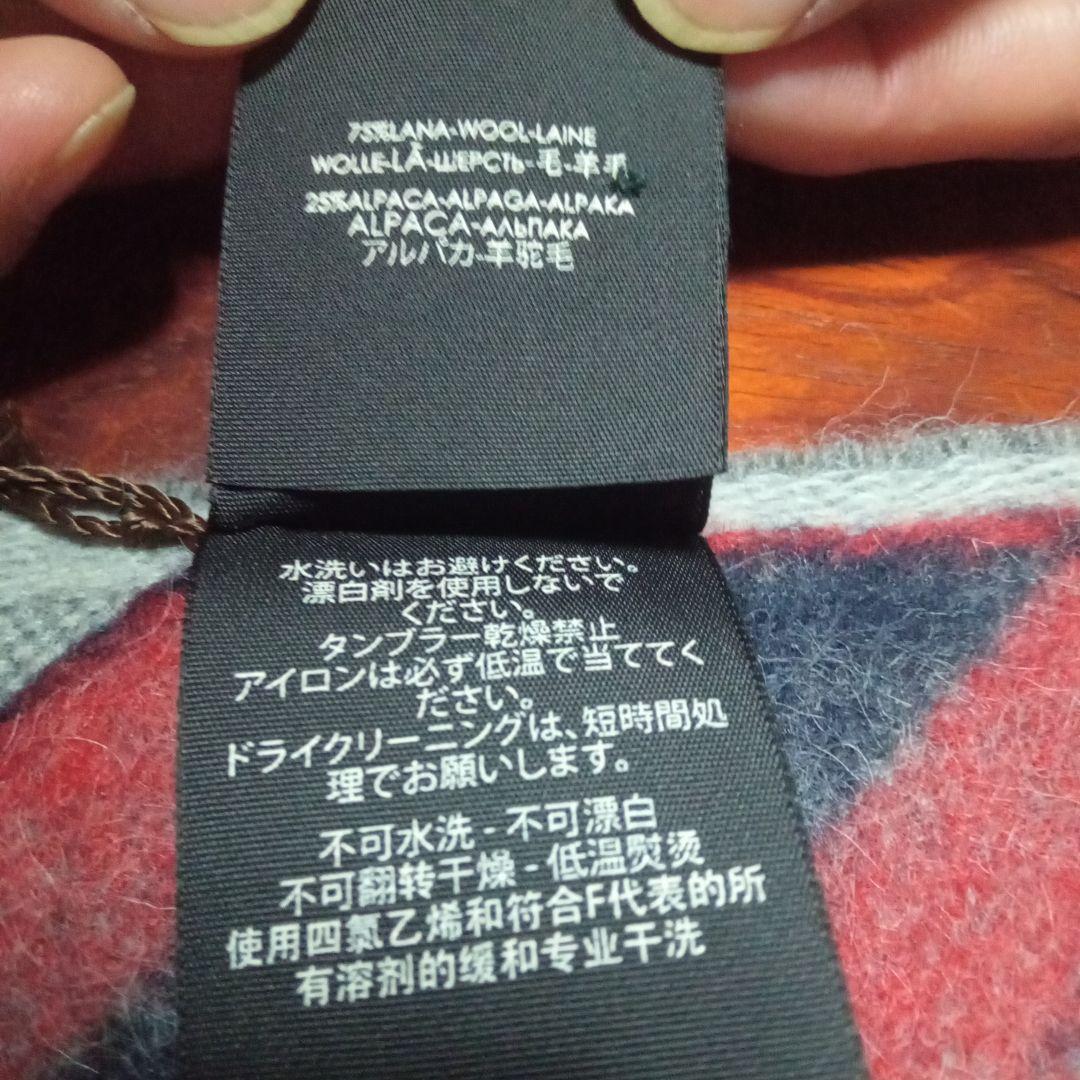 75%LANA-WOOL-LAINE
WOLLE-LÃ-ШЕРСТЬ-毛-羊毛
25%ALPACA-ALPAGA-ALPAKA
ALPACA-АЛЬПАКА
アルパカ-羊驼毛
水洗いはお避けください。
漂白剤を使用しないで
ください。
タンブラー乾燥禁止
アイロンは必ず低温で当ててく
ださい。
ドライクリーニングは、短時間処
理でお願いします。
不可水洗 - 不可漂白
不可翻转干燥 - 低温熨烫
使用四氯乙烯和符合F代表的所
有溶剂的缓和专业干洗